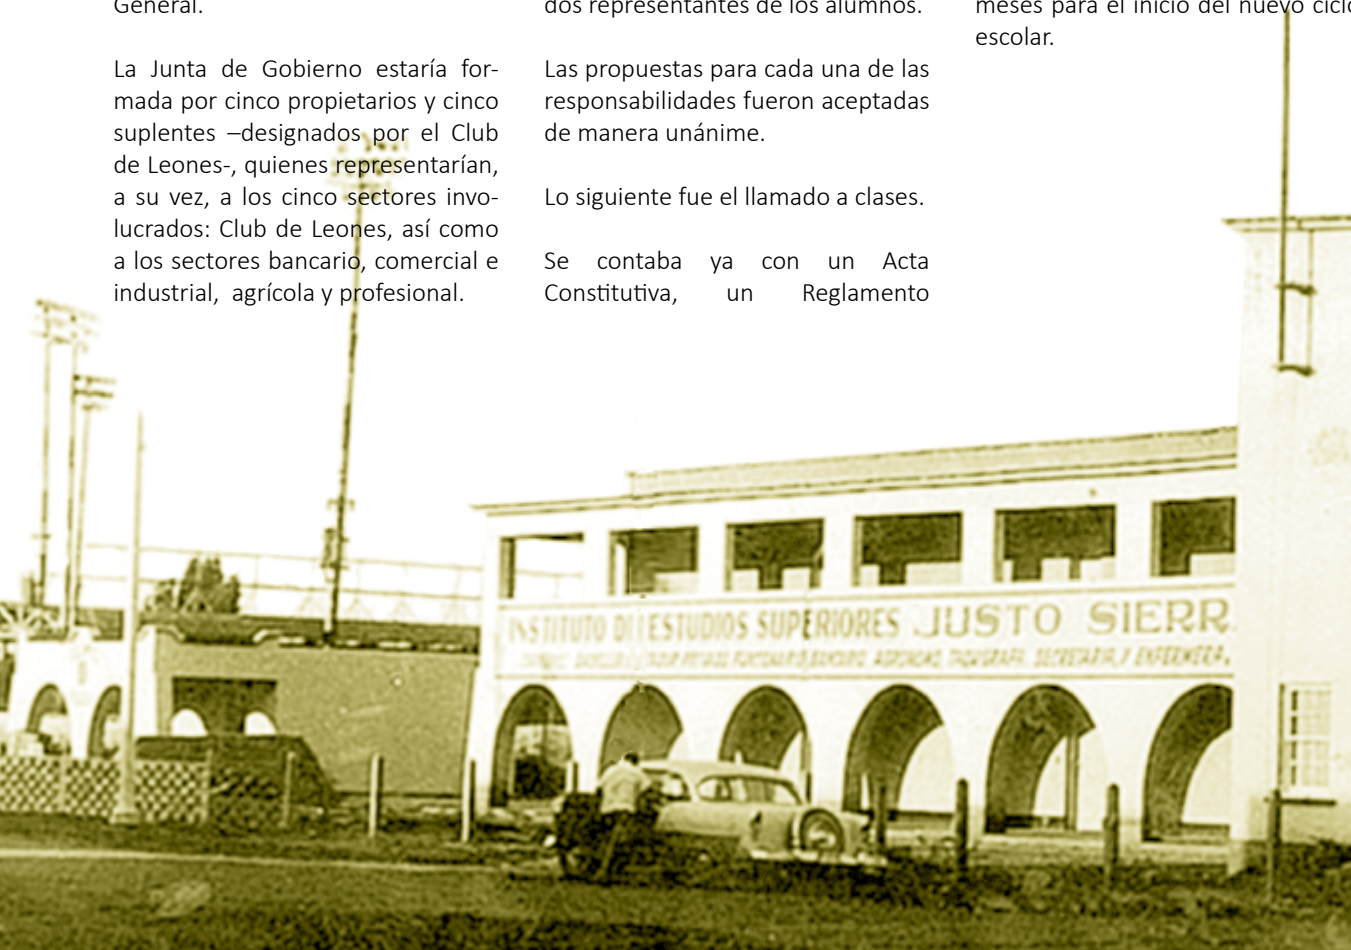 General.
La Junta de Gobierno estaría for-
mada por cinco propietarios y cinco
suplentes –designados por el Club
de Leones-, quienes representarían,
a su vez, a los cinco sectores invo-
lucrados: Club de Leones, así como
a los sectores bancario, comercial e
industrial, agrícola y profesional.
dos representantes de los alumnos.
Las propuestas para cada una de las
responsabilidades fueron aceptadas
de manera unánime.
Lo siguiente fue el llamado a clases.
Se contaba ya con un Acta
Constitutiva, un Reglamento
meses para el inicio del nuevo ciclo
escolar.
INSTITUTO DE ESTUDIOS SUPERIORES JUSTO SIERR
SECRETARIA, Y ENFERMERA,